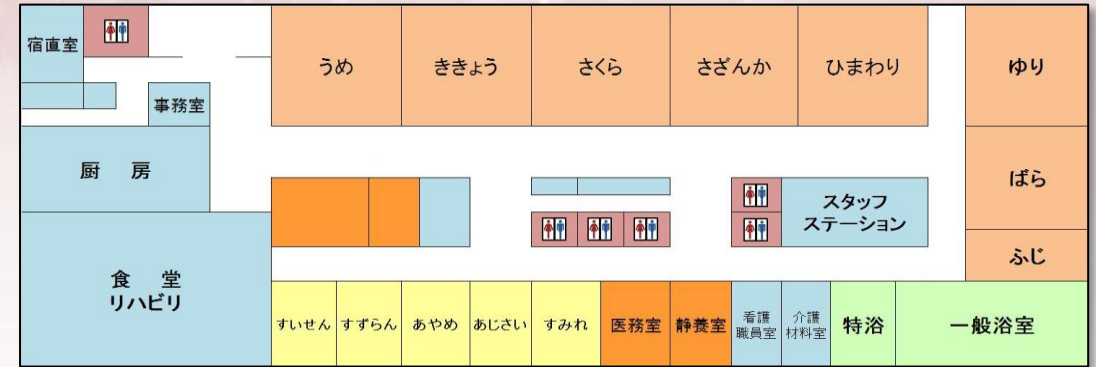 宿直室
うめ
ききょう
さくら
さざんか
ひまわり
ゆり
事務室
厨 房
ばら
スタッフ
ステーション
ふじ
食 堂
リハビリ
すいせん
すずらん
あやめ
あじさい
すみれ
医務室
静養室
看護
職員室
介護
材料室
特浴
一般浴室